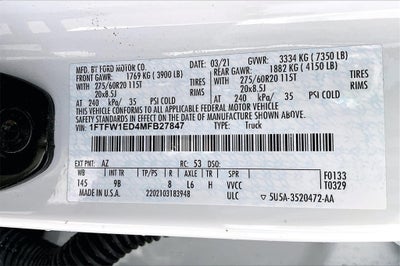 MFD. BY FORD MOTOR CO. 03/21 GVWR: 3334 KG ( 7350 LB)
FRONT GAWR: 1769 KG ( 3900 LB) REAR GAWR: 1882 KG ( 4150 LB)
WITH WITH
275/60R20 115T TIRES 275/60R20 115T TIRES
20x8.5J RIMS 20x8.5J RIMS
AT 240 kPa/ 35 PSI COLD AT 240 kPa/ 35 PSI COLD
THIS VEHICLE CONFORMS TO ALL APPLICABLE FEDERAL MOTOR VEHICLE
SAFETY STANDARDS IN EFFECT ON THE DATE OF MANUFACTURE SHOWN ABOVE.
VIN: 1FTFW1ED4MFB27847
TYPE: Truck
EXT PNT: AZ RC: 53 DSO:
WB INT TR TP/PS R AXLE TR SPR F0133
145 9B 8 L6 H VVCC T0329
MADE IN U.S.A. 2202103183948 ULC 5U5A-3520472-AA